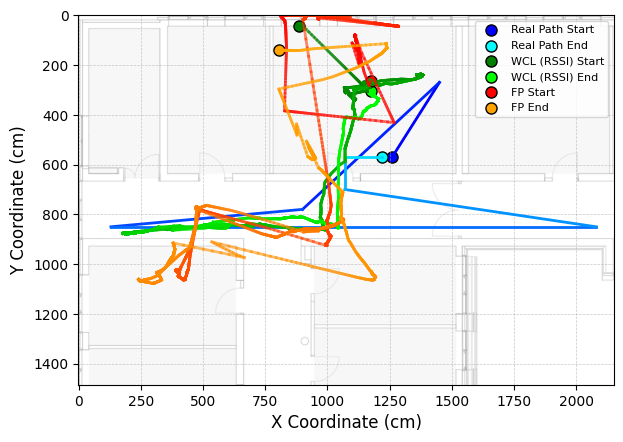 0
200
400
600
800
1000
1200
1400
Y Coordinate (cm)
Real Path Start
Real Path End
WCL (RSSI) Start
WCL (RSSI) End
FP Start
FP End
0 250 500 750 1000 1250 1500 1750 2000
X Coordinate (cm)